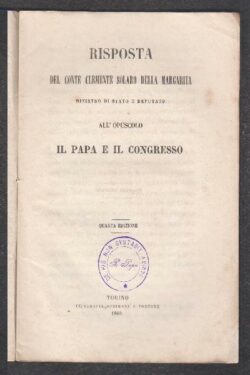 RISPOSTA
DEL CONTE CLEMENTE SOLARO DELLA MARGARITA
MINISTRO DI STATO E DEPUTATO
ALL'OPUSCOLO
IL PAPA E IL CONGRESSO
QUARTA EDIZIONE
TORINO
1860